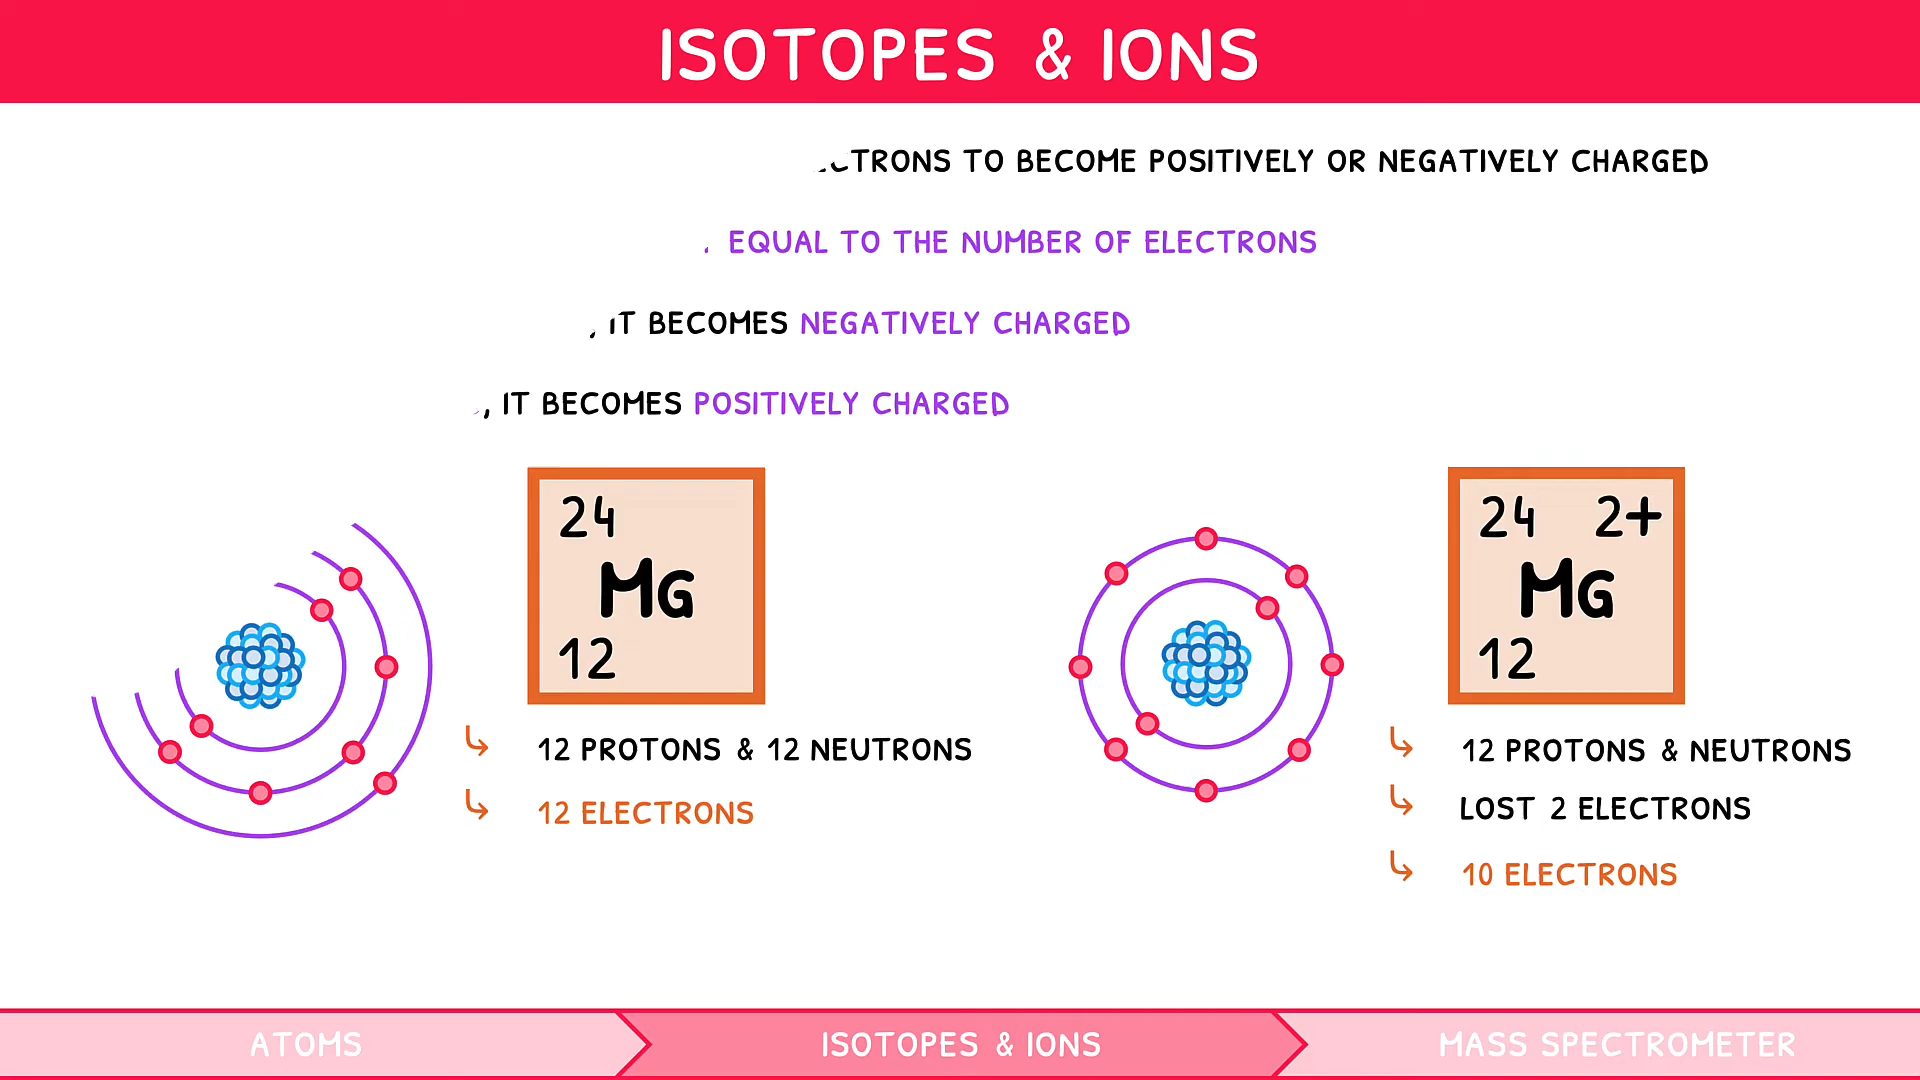 ISOTOPES & IONS
TO BECOME POSITIVELY OR NEGATIVELY CHARGED
EQUAL TO THE NUMBER OF ELECTRONS
, IT BECOMES NEGATIVELY CHARGED
, IT BECOMES POSITIVELY CHARGED
24
Mg
12
24 2+
Mg
12
12 PROTONS & 12 NEUTRONS
12 ELECTRONS
12 PROTONS & NEUTRONS
LOST 2 ELECTRONS
10 ELECTRONS
ATOMS
ISOTOPES & IONS
MASS SPECTROMETER